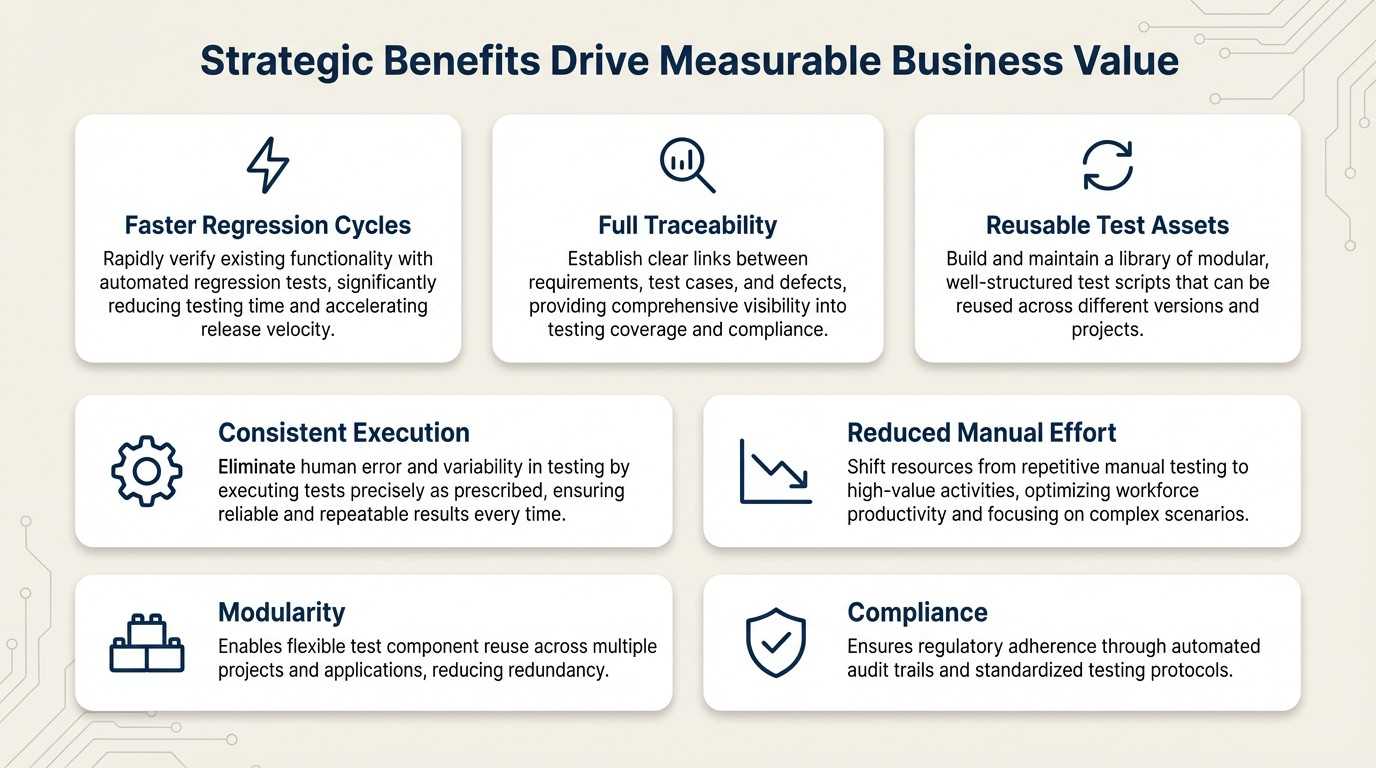 Strategic Benefits Drive Measurable Business Value
Faster Regression Cycles
Rapidly verify existing functionality with
automated regression tests, significantly
reducing testing time and accelerating
release velocity.
Full Traceability
Establish clear links between
requirements, test cases, and defects,
providing comprehensive visibility into
testing coverage and compliance.
Reusable Test Assets
Build and maintain a library of modular,
well-structured test scripts that can be
reused across different versions and
projects.
Consistent Execution
Eliminate human error and variability in testing by
executing tests precisely as prescribed, ensuring
reliable and repeatable results every time.
Reduced Manual Effort
Shift resources from repetitive manual testing to
high-value activities, optimizing workforce
productivity and focusing on complex scenarios.
Modularity
Enables flexible test component reuse across multiple
projects and applications, reducing redundancy.
Compliance
Ensures regulatory adherence through automated
audit trails and standardized testing protocols.